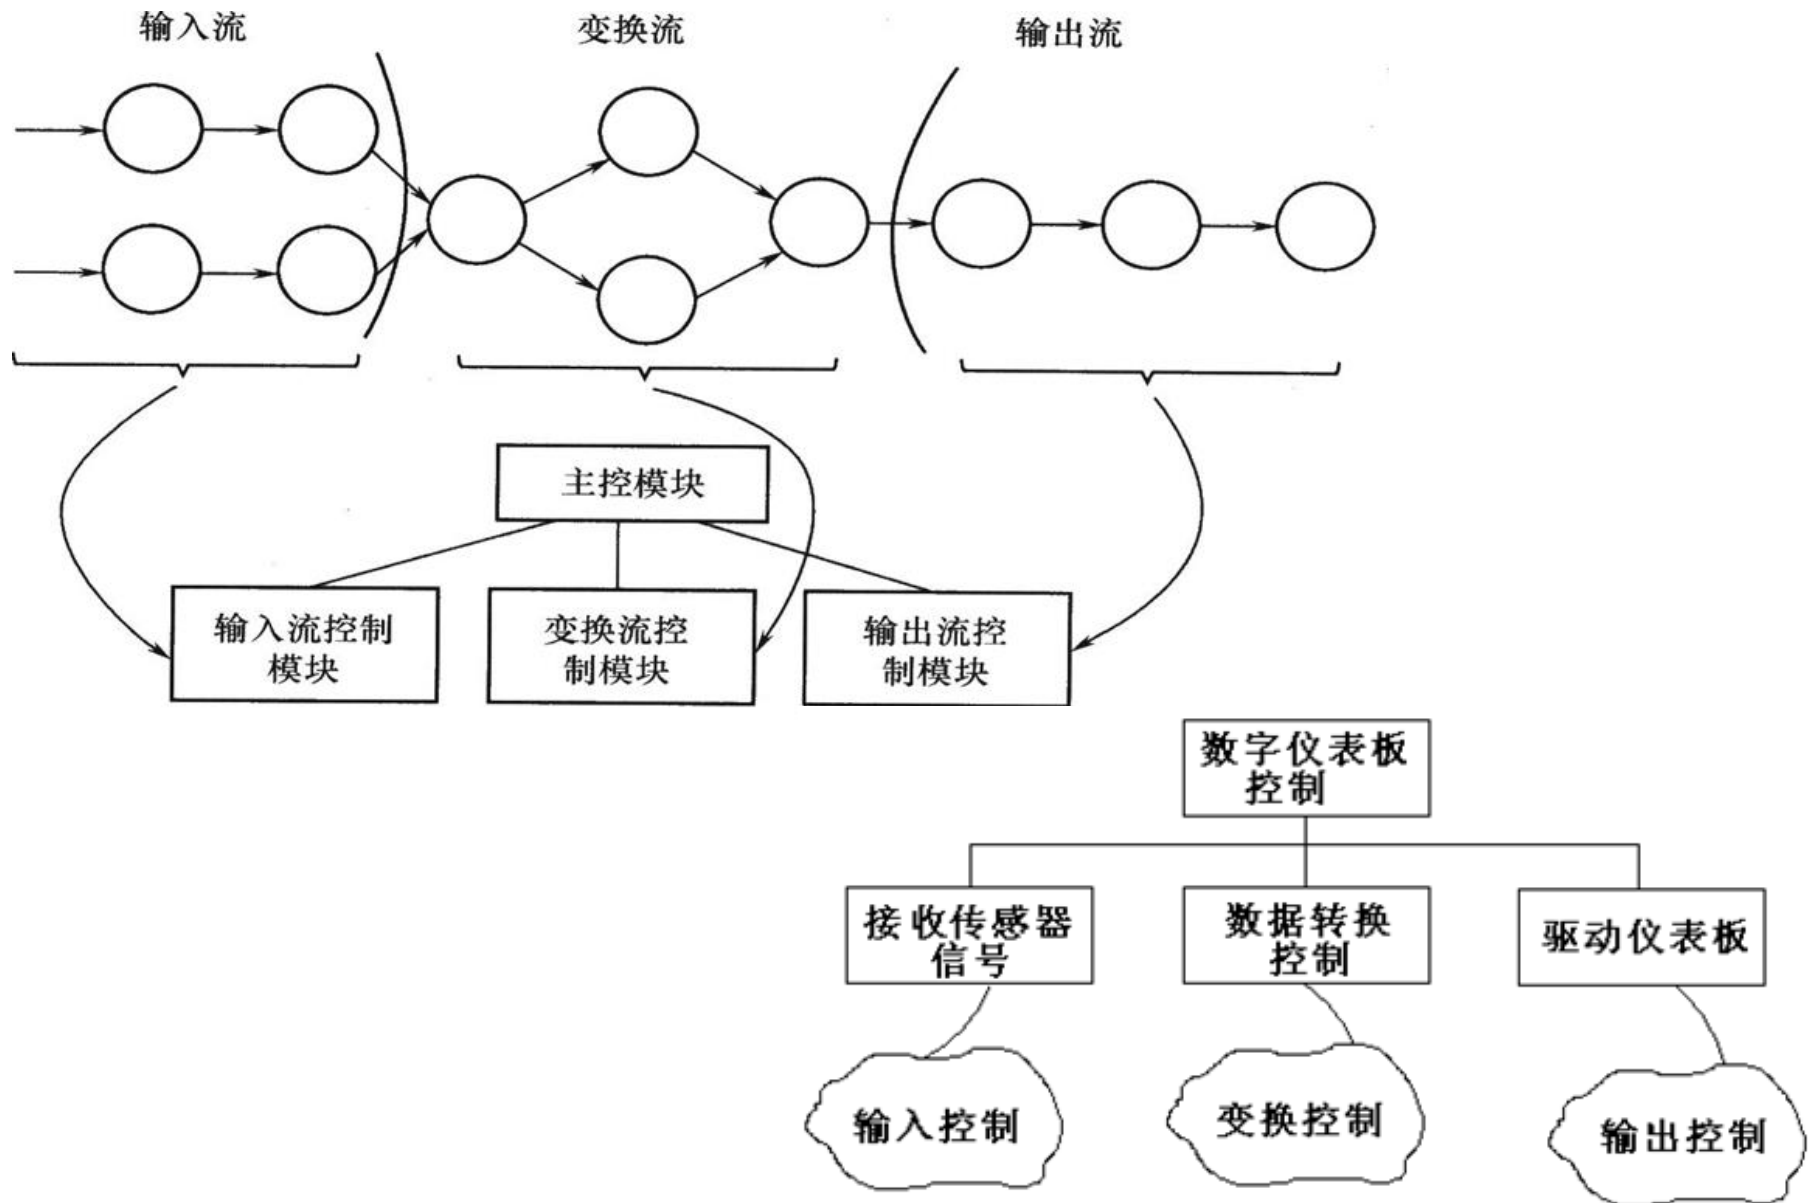 输入流
变换流
输出流
主控模块
输入流控制
模块
变换流控
制模块
输出流控
制模块
数字仪表板
控制
接收传感器
信号
数据转换
控制
驱动仪表板
输入控制
变换控制
输出控制